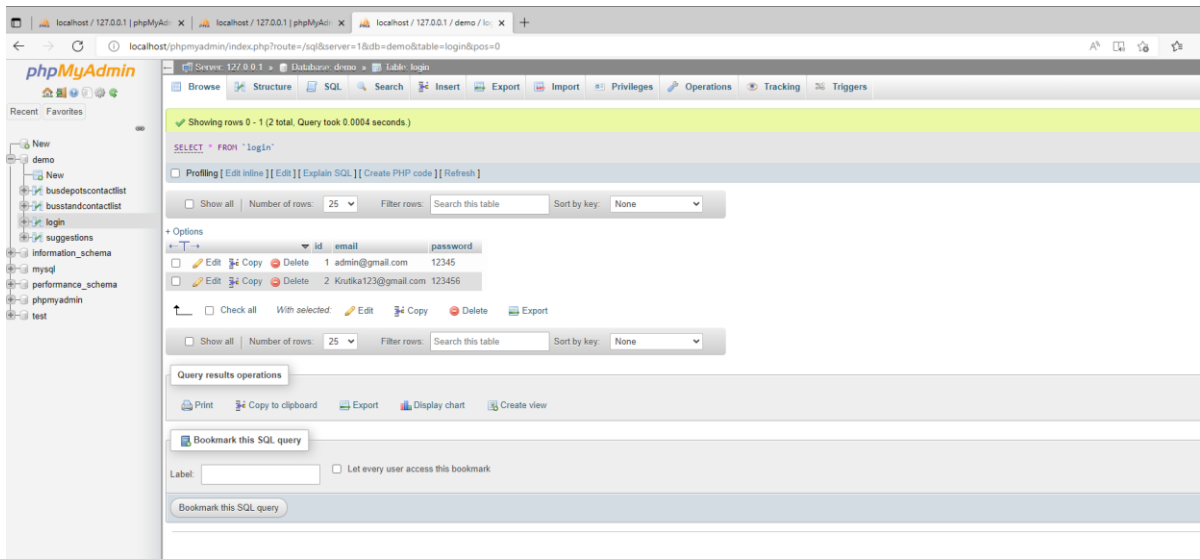 localhost / 127.0.0.1 | phpMyAdm X localhost / 127.0.0.1 | phpMyAdm X localhost / 127.0.0.1 / demo / log X +
localhost/phpmyadmin/index.php?route=/sql&server=1&db=demo&table=login&pos=0
phpMyAdmin
Recent Favorites
New
demo
New
busdepotscontactlist
busstandcontactlist
login
suggestions
information_schema
mysql
performance_schema
phpmyadmin
test
Server: 127.0.0.1 » Database: demo » Table: login
Browse Structure SQL Search Insert Export Import Privileges Operations Tracking Triggers
Showing rows 0 - 1 (2 total, Query took 0.0004 seconds.)
SELECT * FROM `login`
Profiling [ Edit inline ] [ Edit ] [ Explain SQL ] [ Create PHP code ] [ Refresh ]
Show all | Number of rows: 25 Filter rows: Search this table Sort by key: None
+ Options
←T→ id email password
Edit Copy Delete 1 admin@gmail.com 12345
Edit Copy Delete 2 Krutika123@gmail.com 123456
Check all With selected: Edit Copy Delete Export
Show all | Number of rows: 25 Filter rows: Search this table Sort by key: None
Query results operations
Print Copy to clipboard Export Display chart Create view
Bookmark this SQL query
Label: Let every user access this bookmark
Bookmark this SQL query